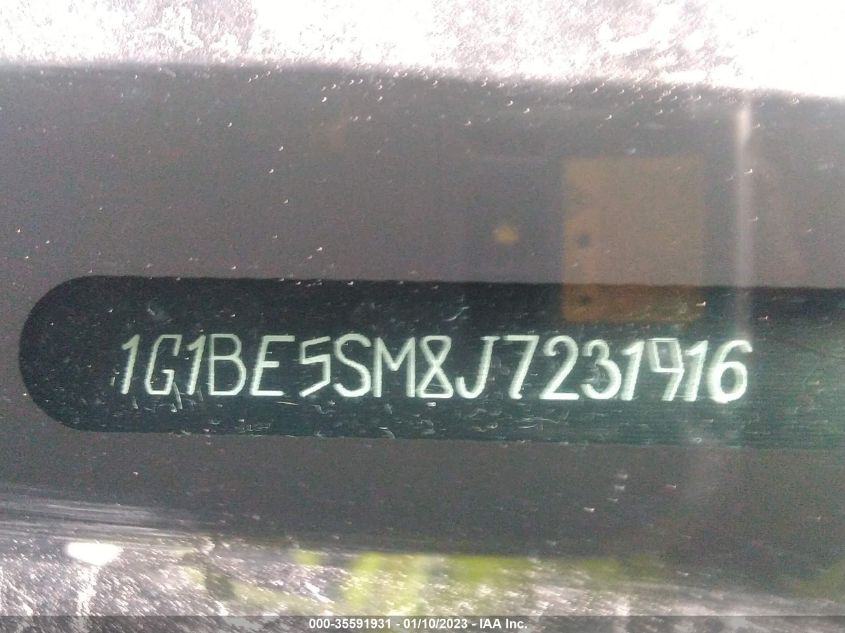 1G1BE5SM8J7231916
000-35591931 - 01/10/2023 - IAA Inc.